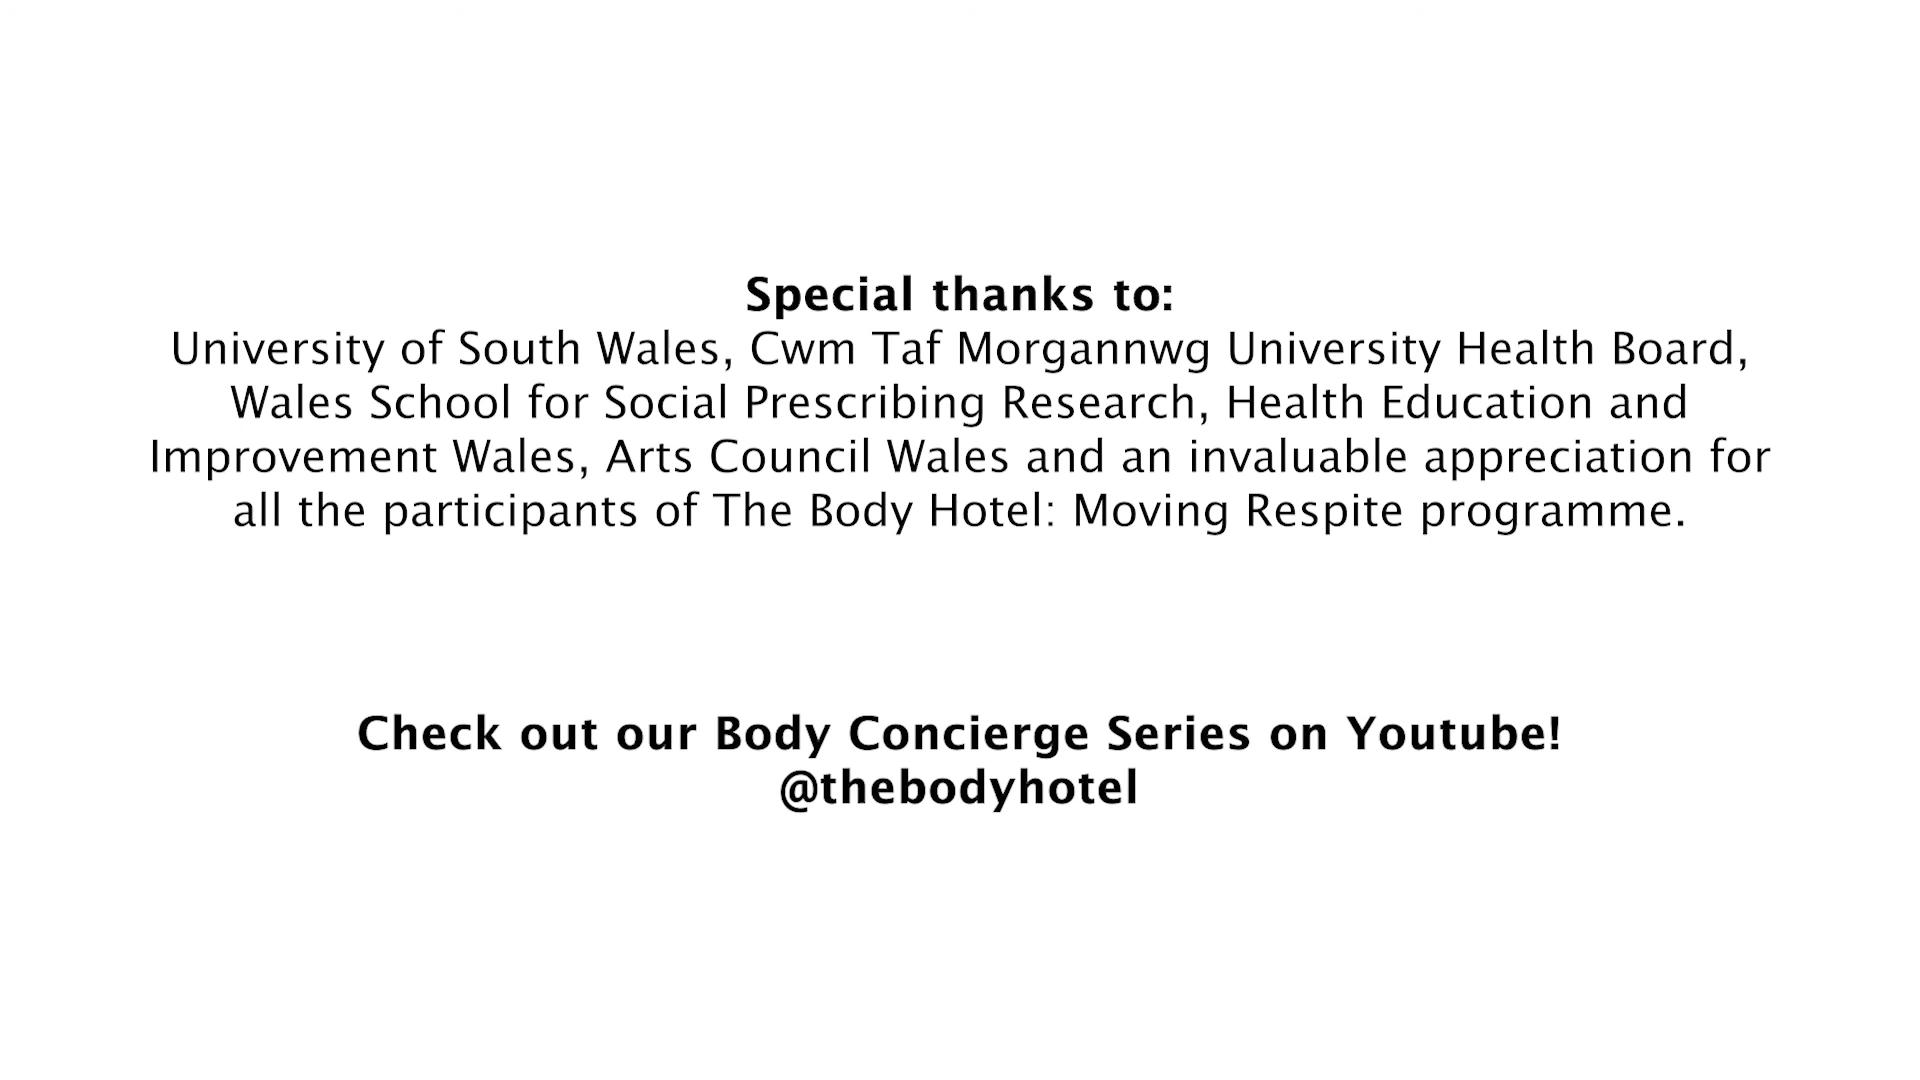 Special thanks to:
University of South Wales, Cwm Taf Morgannwg University Health Board,
Wales School for Social Prescribing Research, Health Education and
Improvement Wales, Arts Council Wales and an invaluable appreciation for
all the participants of The Body Hotel: Moving Respite programme.
Check out our Body Concierge Series on Youtube!
@thebodyhotel